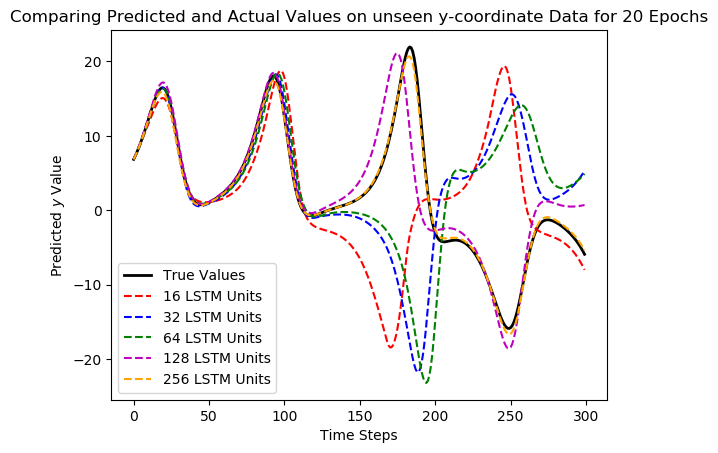 Comparing Predicted and Actual Values on unseen y-coordinate Data for 20 Epochs
20
10
0
−10
−20
Predicted y Value
True Values
16 LSTM Units
32 LSTM Units
64 LSTM Units
128 LSTM Units
256 LSTM Units
0 50 100 150 200 250 300
Time Steps